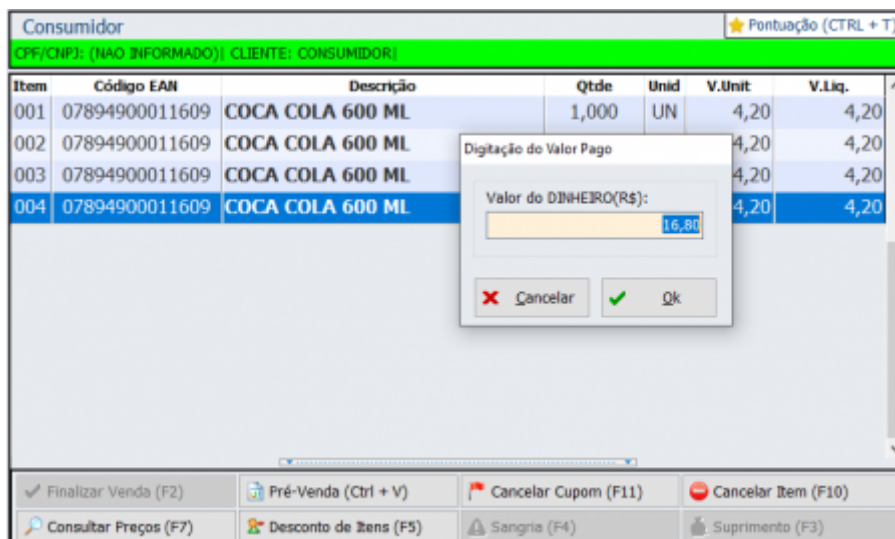 Consumidor
Pontuação (CTRL + T)
CPF/CNPJ: (NAO INFORMADO)| CLIENTE: CONSUMIDOR|
Item Código EAN Descrição Qtde Unid V.Unit V.Liq.
001 07894900011609 COCA COLA 600 ML 1,000 UN 4,20 4,20
002 07894900011609 COCA COLA 600 ML 4,20 4,20
003 07894900011609 COCA COLA 600 ML 4,20 4,20
004 07894900011609 COCA COLA 600 ML 4,20 4,20
Digitação do Valor Pago
Valor do DINHEIRO(R$):
16,80
Cancelar Ok
Finalizar Venda (F2) Pré-Venda (Ctrl + V) Cancelar Cupom (F11) Cancelar Item (F10)
Consultar Preços (F7) Desconto de Itens (F5) Sangria (F4) Suprimento (F3)